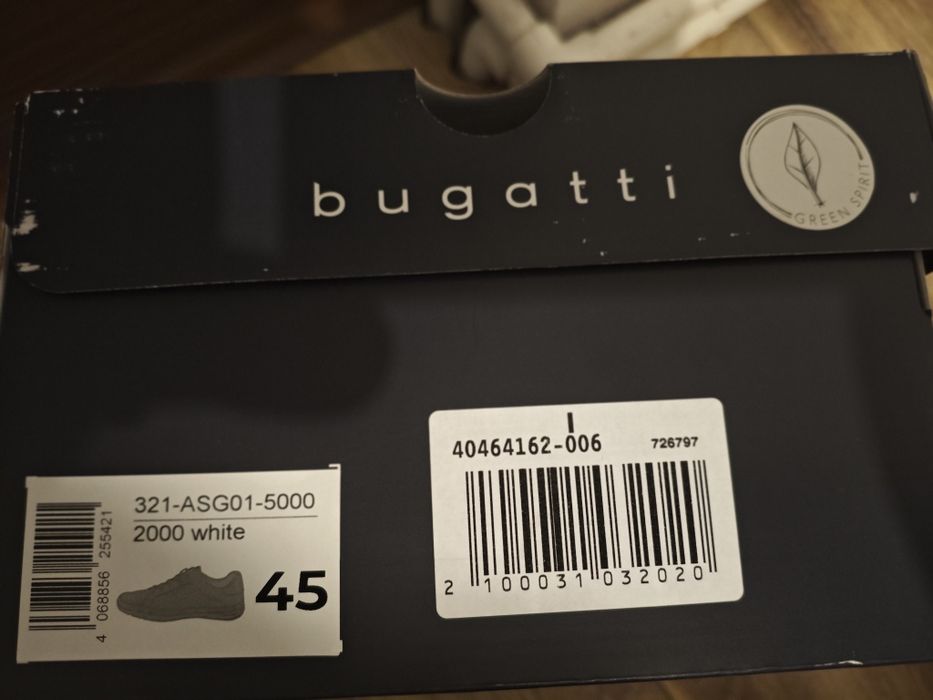 bugatti
GREEN SPIRIT
40464162-006
726797
2 100031 032020
321-ASG01-5000
2000 white
45
4 068856 255421